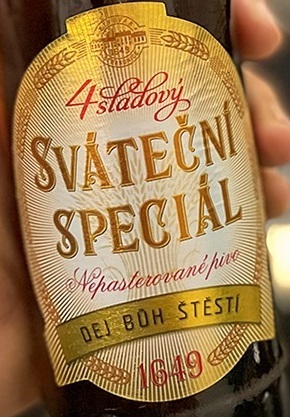 4sladový
SVÁTEČNÍ
SPECIÁL
Nepasterované pivo
DEJ BŮH ŠTĚSTÍ
1649